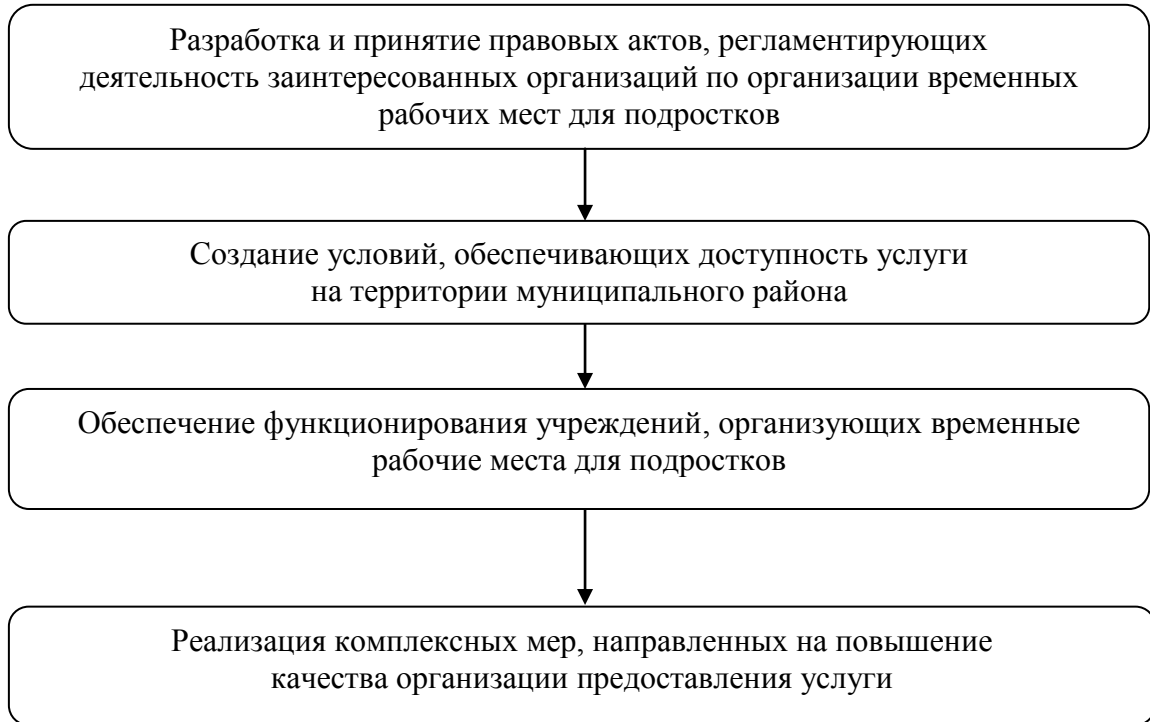 Разработка и принятие правовых актов, регламентирующих
деятельность заинтересованных организаций по организации временных
рабочих мест для подростков
Создание условий, обеспечивающих доступность услуги
на территории муниципального района
Обеспечение функционирования учреждений, организующих временные
рабочие места для подростков
Реализация комплексных мер, направленных на повышение
качества организации предоставления услуги